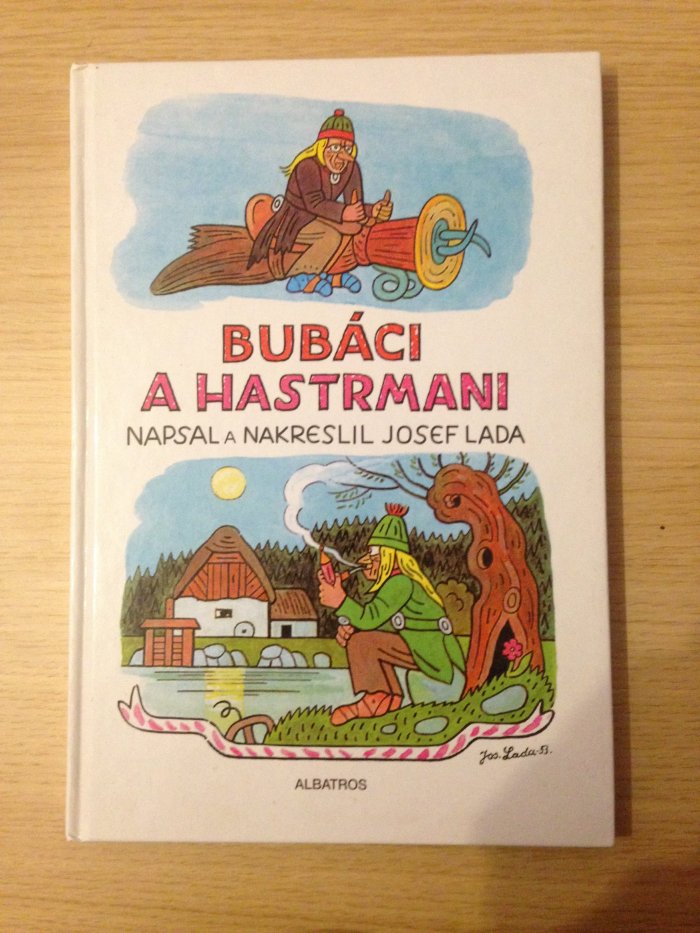 BUBÁCI
A HASTRMANI
NAPSAL A NAKRESLIL JOSEF LADA
Jos. Lada-53.
ALBATROS